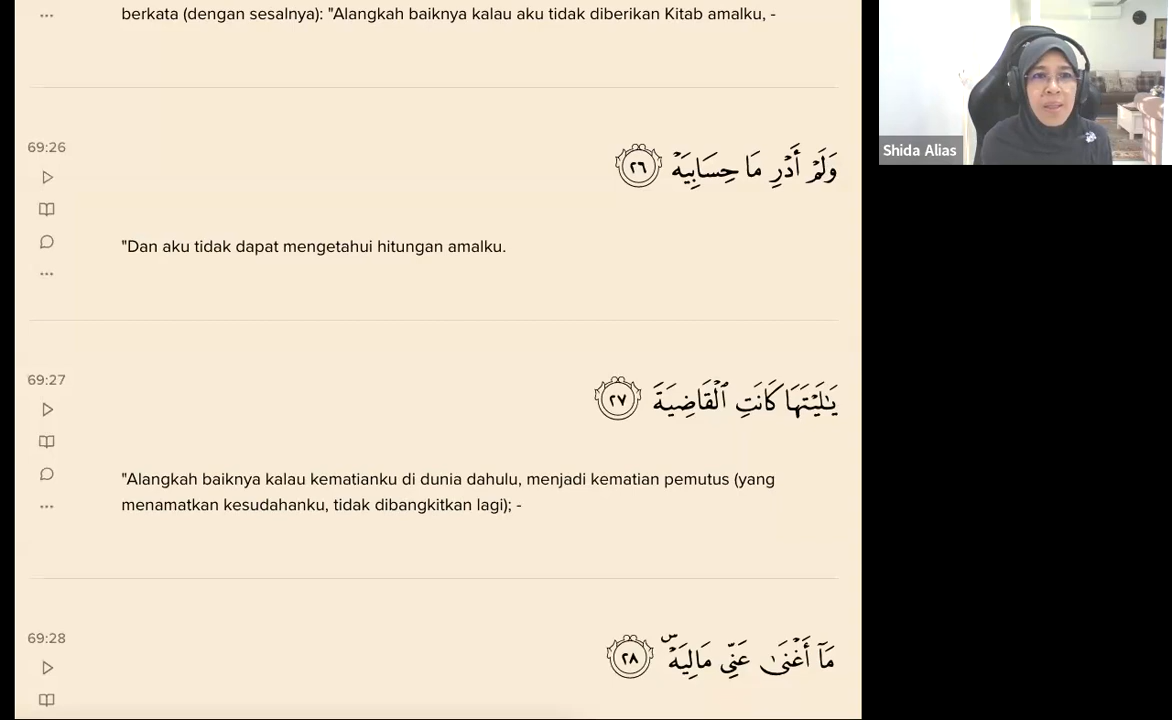 berkata (dengan sesalnya): "Alangkah baiknya kalau aku tidak diberikan Kitab amalku, -
Shida Alias
69:26
وَلَمْ أَدْرِ مَا حِسَابِيَهْ ٢٦
"Dan aku tidak dapat mengetahui hitungan amalku.
69:27
يَـٰلَيْتَهَا كَانَتِ ٱلْقَاضِيَةَ ٢٧
"Alangkah baiknya kalau kematianku di dunia dahulu, menjadi kematian pemutus (yang
menamatkan kesudahanku, tidak dibangkitkan lagi); -
69:28
مَآ أَغْنَىٰ عَنِّى مَالِيَهْ ۜ ٢٨